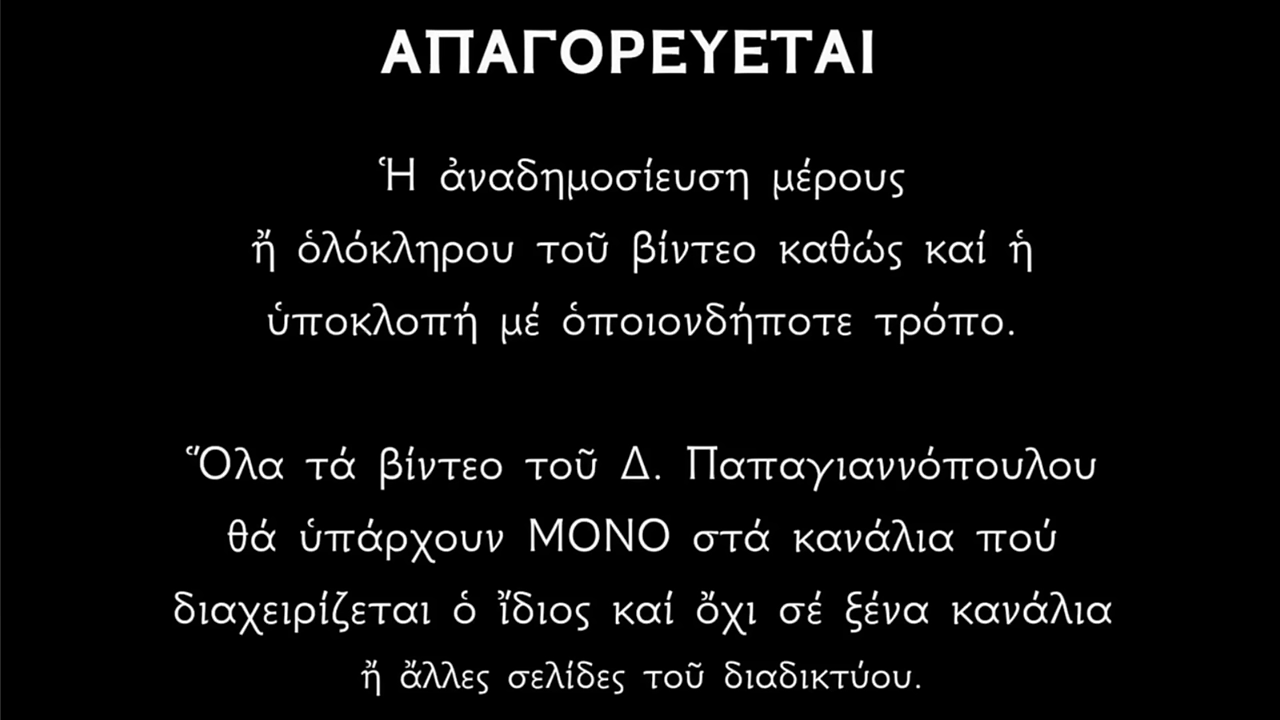 ΑΠΑΓΟΡΕΥΕΤΑΙ
Ἡ ἀναδημοσίευση μέρους
ἤ ὁλόκληρου τοῦ βίντεο καθώς καί ἡ
ὑποκλοπή μέ ὁποιονδήποτε τρόπο.
Ὅλα τά βίντεο τοῦ Δ. Παπαγιαννόπουλου
θά ὑπάρχουν ΜΟΝΟ στά κανάλια πού
διαχειρίζεται ὁ ἴδιος καί ὄχι σέ ξένα κανάλια
ἤ ἄλλες σελίδες τοῦ διαδικτύου.